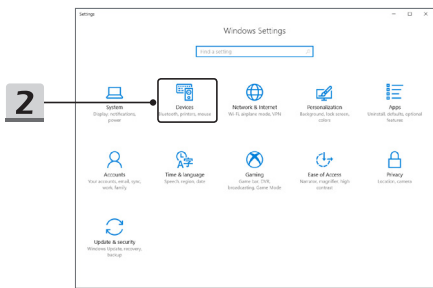 Settings
Windows Settings
Find a setting
2
System
Display, notifications,
power
Devices
Bluetooth, printers, mouse
Network & Internet
Wi-Fi, airplane mode, VPN
Personalization
Background, lock screen,
colors
Apps
Uninstall, defaults, optional
features
Accounts
Your accounts, email, sync,
work, family
Time & language
Speech, region, date
Gaming
Game bar, DVR,
broadcasting, Game Mode
Ease of Access
Narrator, magnifier, high
contrast
Privacy
Location, camera
Update & security
Windows Update, recovery,
backup